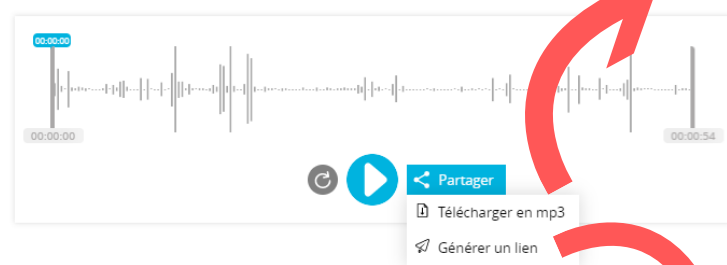 00:00:00
00:00:00
00:00:54
Partager
Télécharger en mp3
Générer un lien